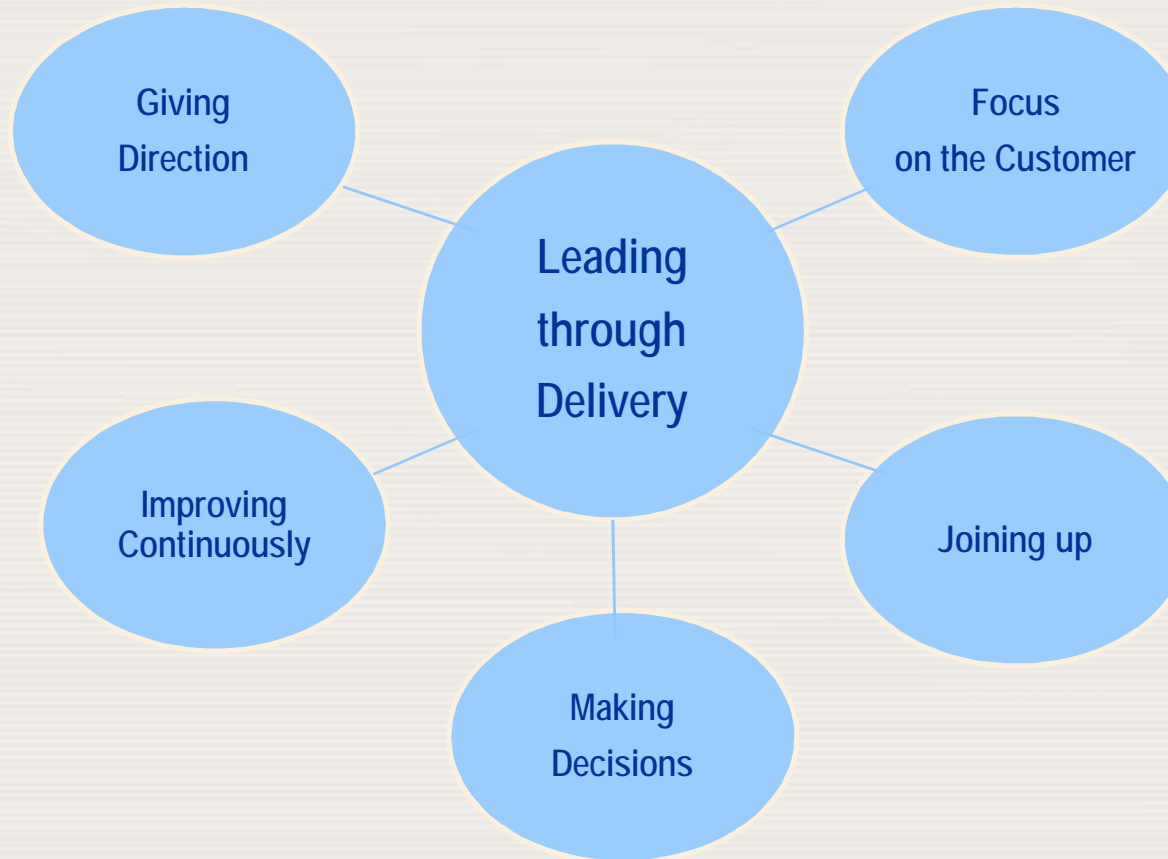 Giving
Direction
Focus
on the Customer
Leading
through
Delivery
Improving
Continuously
Joining up
Making
Decisions